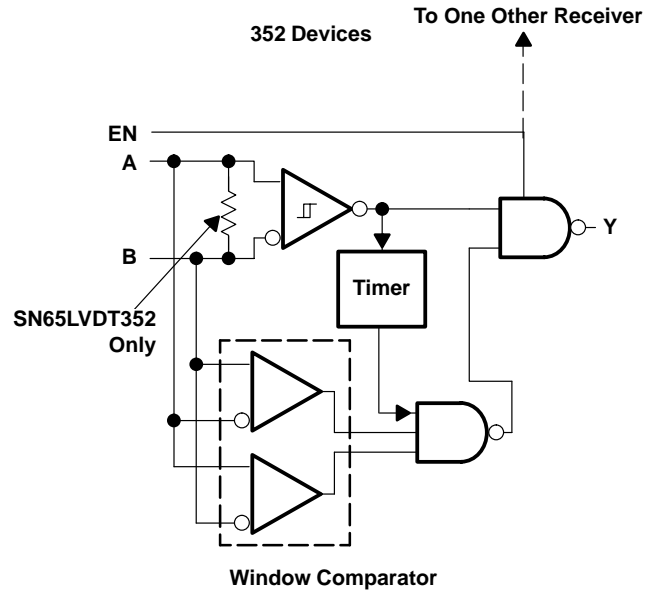 To One Other Receiver
352 Devices
EN
A
B
Y
Timer
SN65LVDT352
Only
Window Comparator